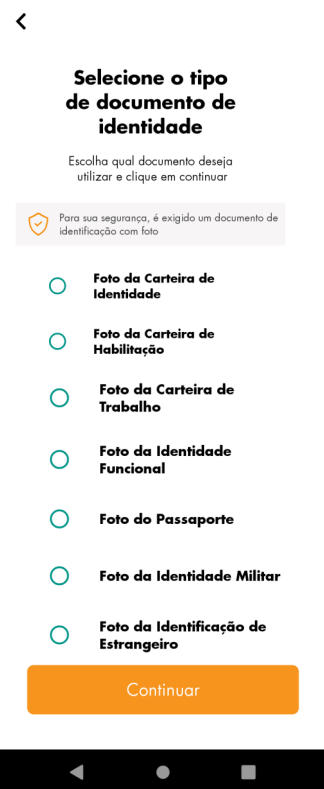 Selecione o tipo
de documento de
identidade
Escolha qual documento deseja
utilizar e clique em continuar
Para sua segurança, é exigido um documento de
identificação com foto
Foto da Carteira de
Identidade
Foto da Carteira de
Habilitação
Foto da Carteira de
Trabalho
Foto da Identidade
Funcional
Foto do Passaporte
Foto da Identidade Militar
Foto da Identificação de
Estrangeiro
Continuar